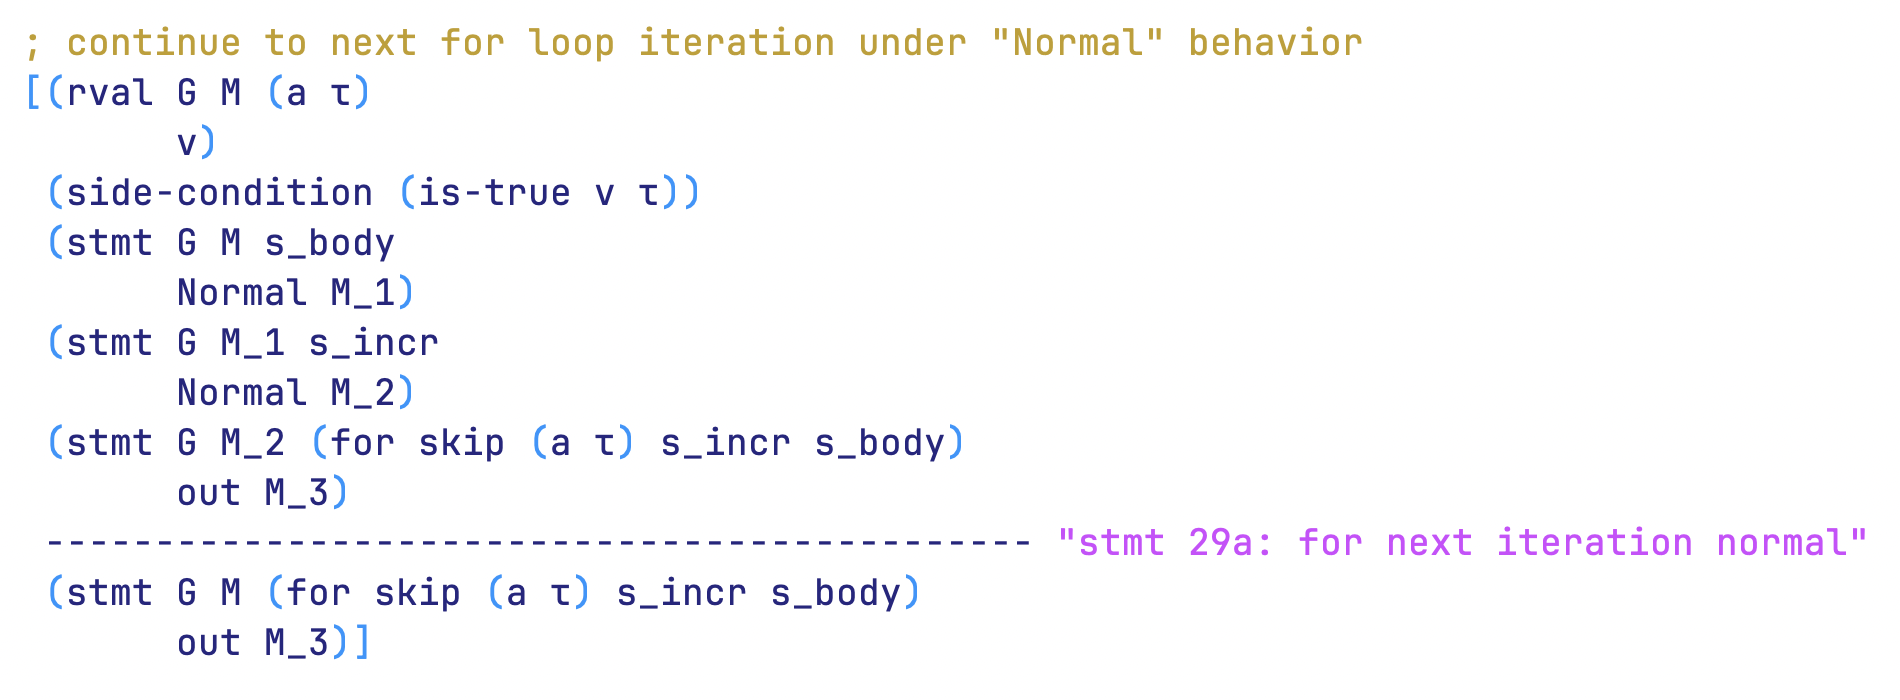 ; continue to next for loop iteration under "Normal" behavior
[(rval G M (a τ)
v)
(side-condition (is-true v τ))
(stmt G M s_body
Normal M_1)
(stmt G M_1 s_incr
Normal M_2)
(stmt G M_2 (for skip (a τ) s_incr s_body)
out M_3)
--------------------------------------------- "stmt 29a: for next iteration normal"
(stmt G M (for skip (a τ) s_incr s_body)
out M_3)]